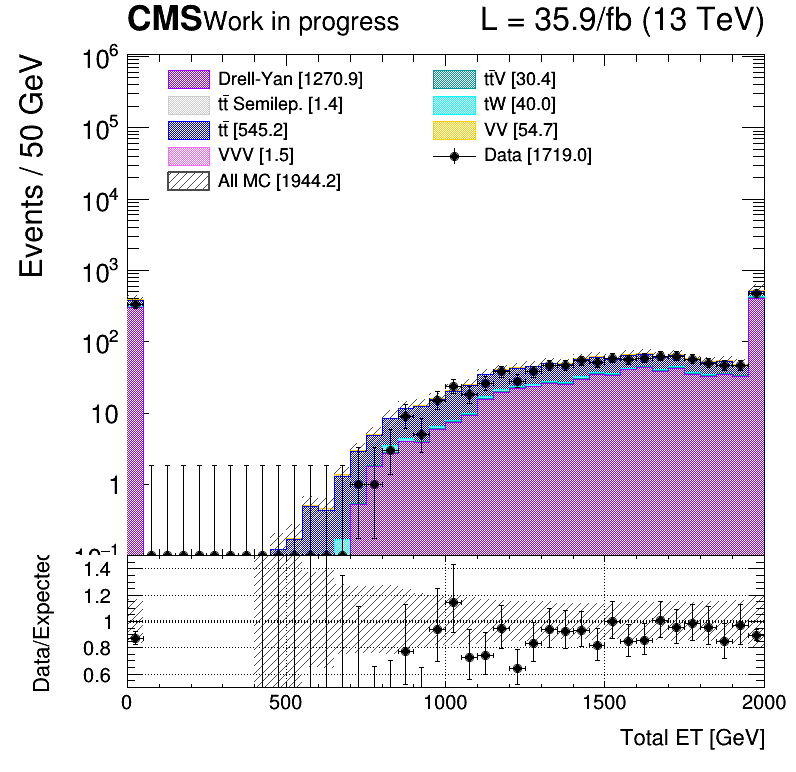 CMS Work in progress L = 35.9/fb (13 TeV)
Events / 50 GeV
10⁶
10⁵
10⁴
10³
10²
10
1
10⁻¹
Drell-Yan [1270.9]
tt̄ Semilep. [1.4]
tt̄ [545.2]
VVV [1.5]
All MC [1944.2]
tt̄V [30.4]
tW [40.0]
VV [54.7]
Data [1719.0]
Data/Expected
1.4
1.2
1
0.8
0.6
0 500 1000 1500 2000
Total ET [GeV]